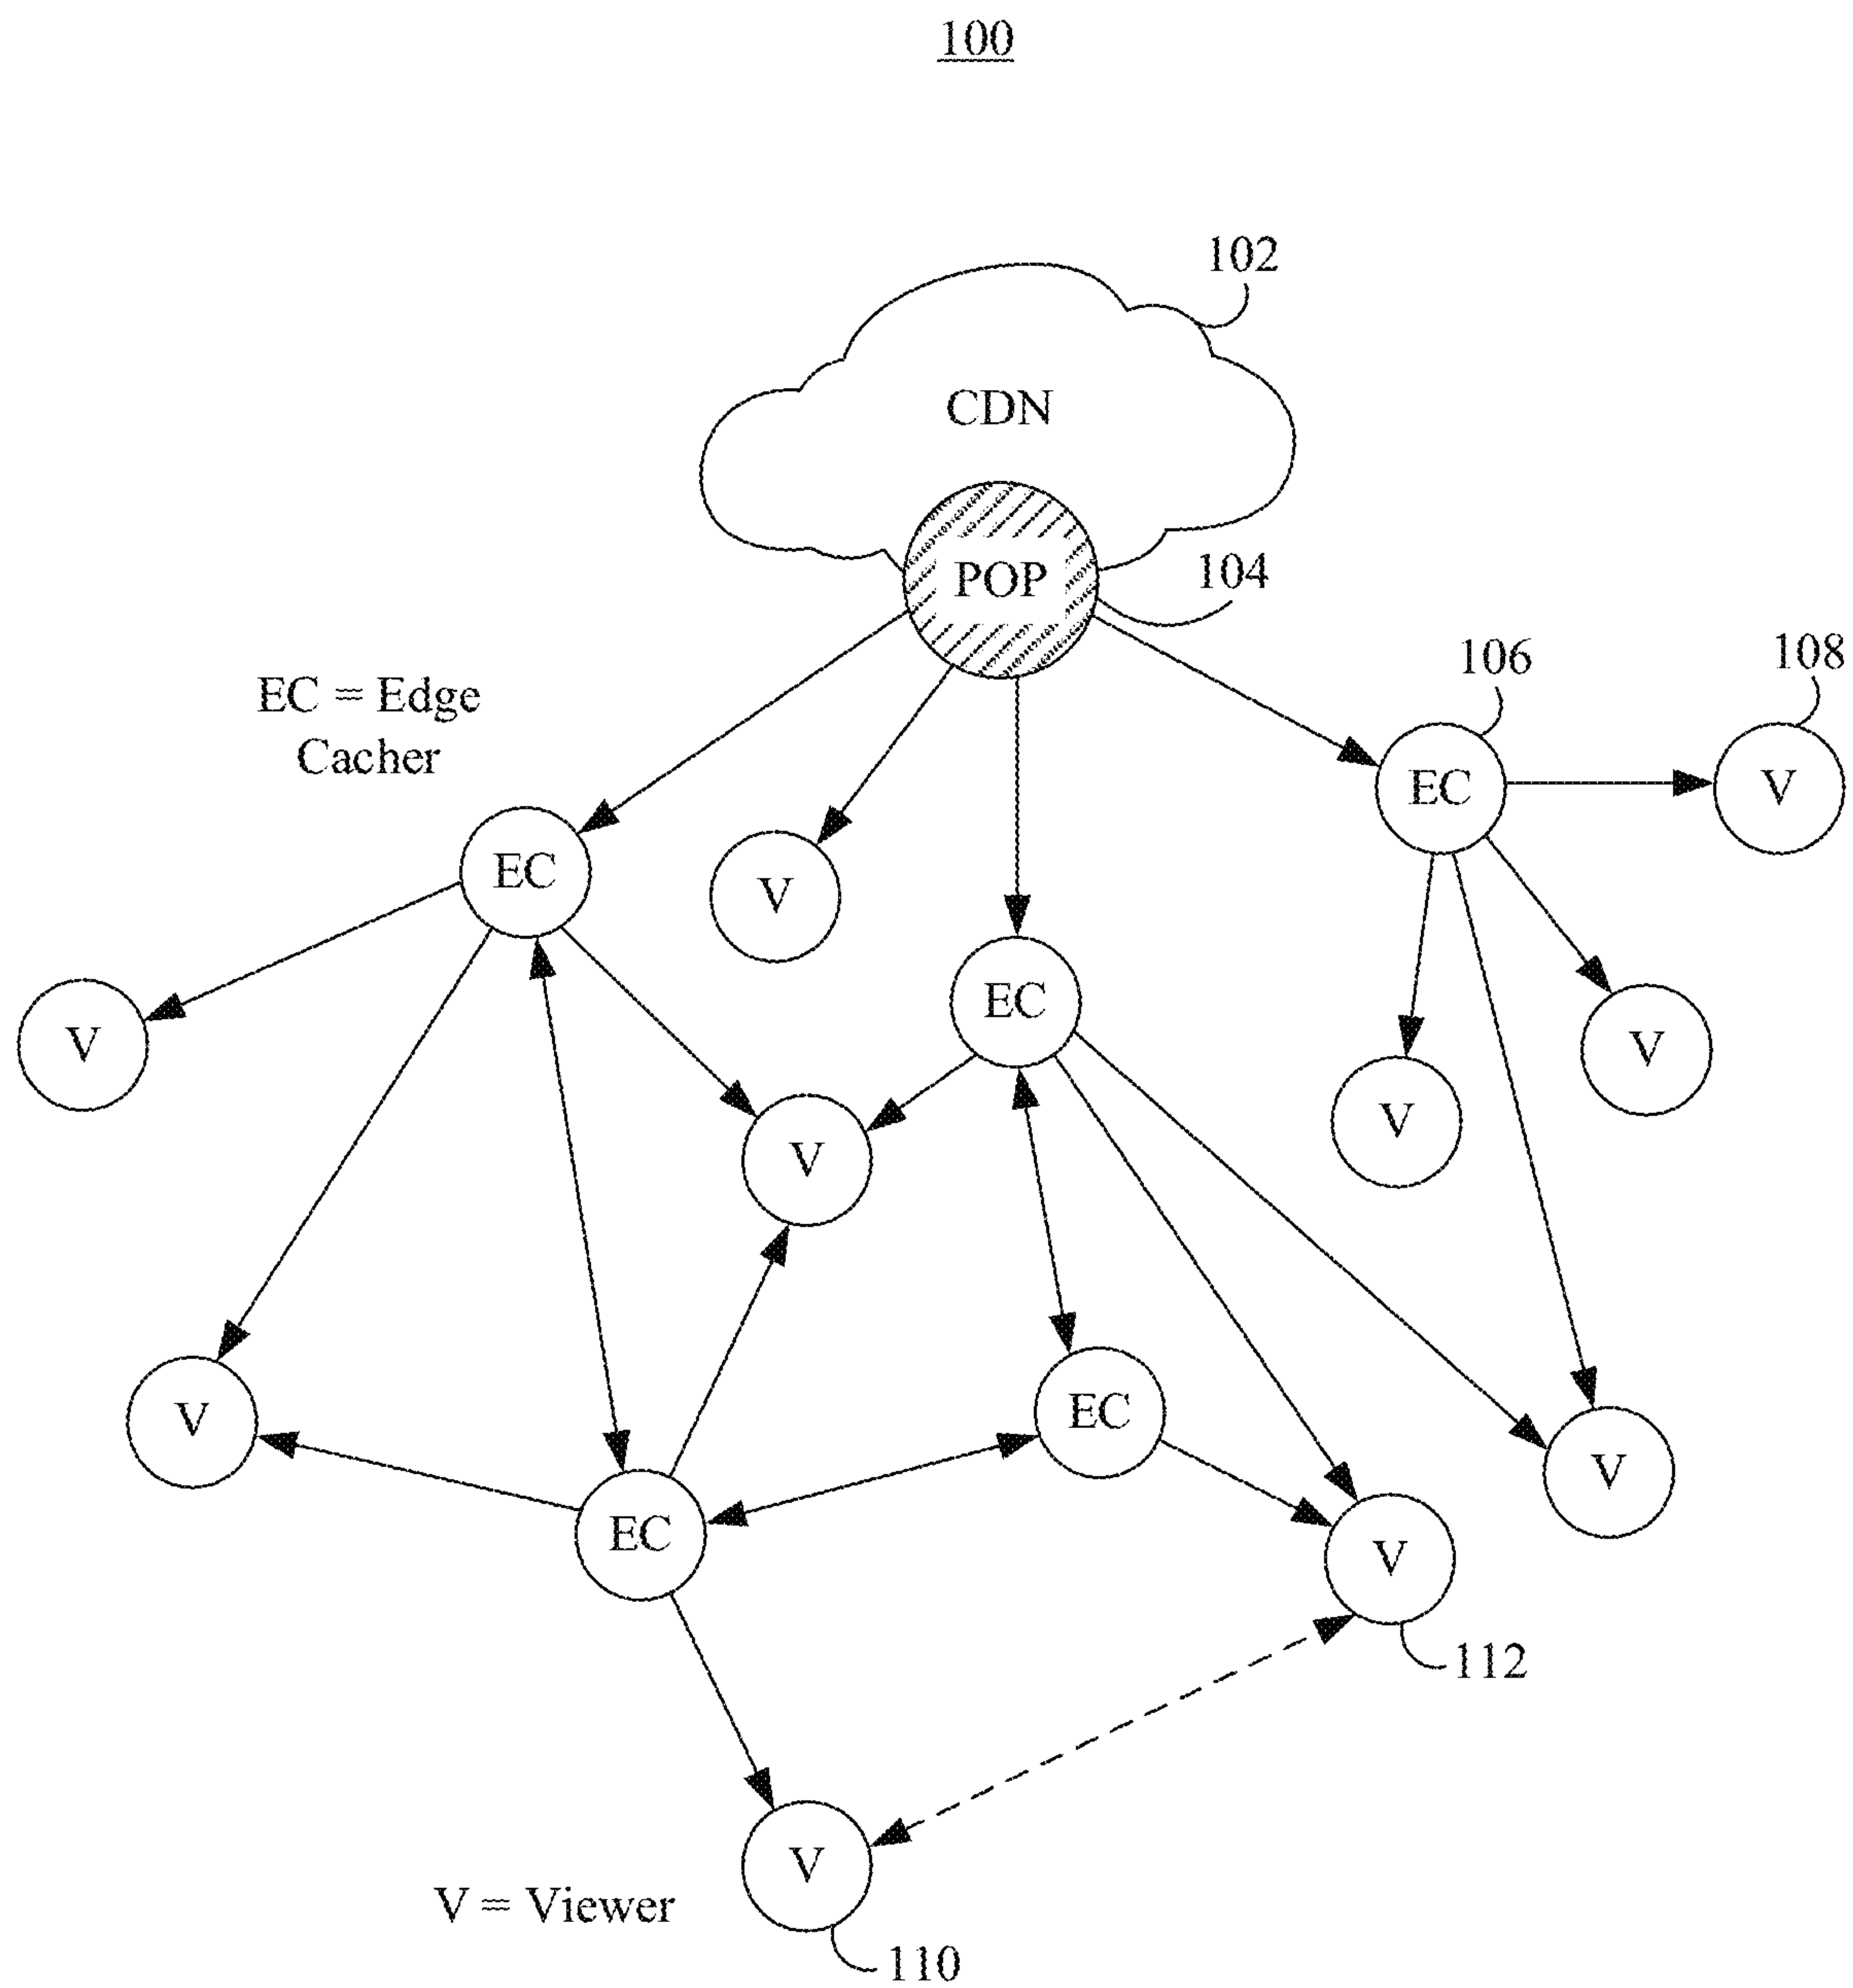 100
102
CDN
POP
104
106
108
EC = Edge
Cacher
EC
V
EC
V
EC
V
V
V
V
V
EC
V
V
EC
V
112
V
V = Viewer
110